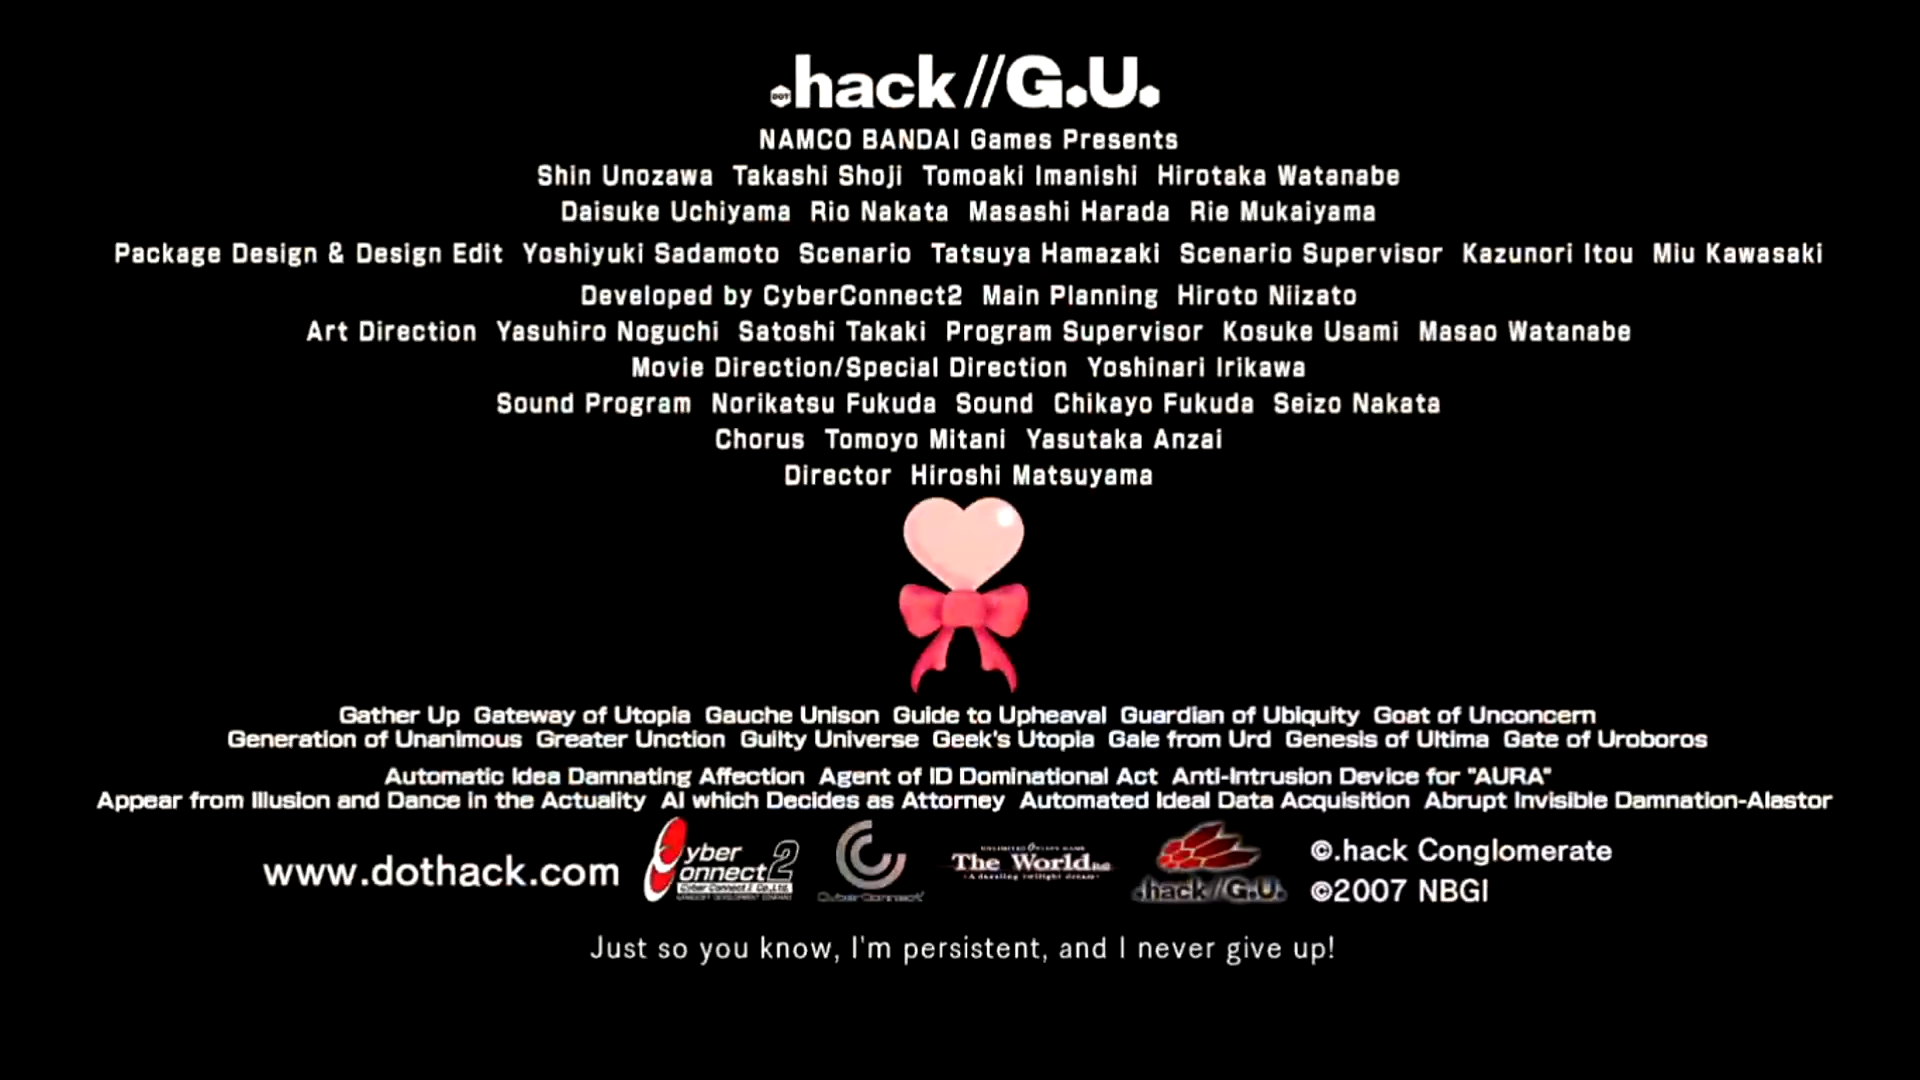 .hack//G.U.
NAMCO BANDAI Games Presents
Shin Unozawa Takashi Shoji Tomoaki Imanishi Hirotaka Watanabe
Daisuke Uchiyama Rio Nakata Masashi Harada Rie Mukaiyama
Package Design & Design Edit Yoshiyuki Sadamoto Scenario Tatsuya Hamazaki Scenario Supervisor Kazunori Itou Miu Kawasaki
Developed by CyberConnect2 Main Planning Hiroto Niizato
Art Direction Yasuhiro Noguchi Satoshi Takaki Program Supervisor Kosuke Usami Masao Watanabe
Movie Direction/Special Direction Yoshinari Irikawa
Sound Program Norikatsu Fukuda Sound Chikayo Fukuda Seizo Nakata
Chorus Tomoyo Mitani Yasutaka Anzai
Director Hiroshi Matsuyama
Gather Up Gateway of Utopia Gauche Unison Guide to Upheaval Guardian of Ubiquity Goat of Unconcern
Generation of Unanimous Greater Unction Guilty Universe Geek's Utopia Gale from Urd Genesis of Ultima Gate of Uroboros
Automatic Idea Damnating Affection Agent of ID Dominational Act Anti-Intrusion Device for "AURA"
Appear from Illusion and Dance in the Actuality AI which Decides as Attorney Automated Ideal Data Acquisition Abrupt Invisible Damnation-Alastor
www.dothack.com Cyber Connect 2 Cyber Connect 2 Co.,Ltd. CyberConnect The World .hack//G.U. ©.hack Conglomerate
©2007 NBGI
Just so you know, I'm persistent, and I never give up!